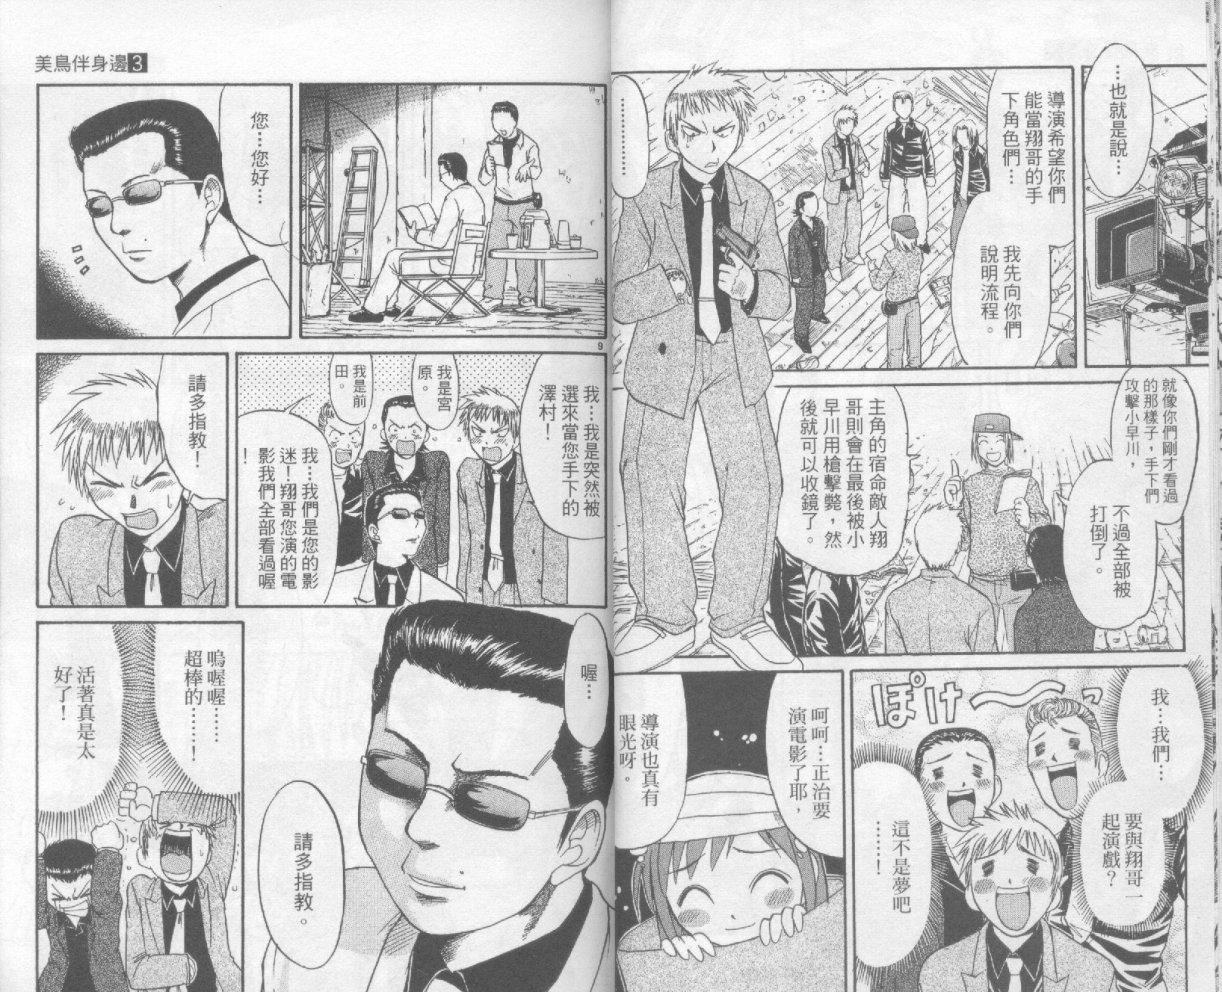 …也就是說…
導演希望你們
能當翔哥的手
下角色們…
我先向你們
說明流程。
……………
就像你們剛才看過
的那樣子，手下們
攻擊小早川，
不過全部被
打倒了。
主角的宿命敵人翔
哥則會在最後被小
早川用槍擊斃，然
後就可以收鏡了。
我…我們…
要與翔哥一
起演戲？
這不是夢吧
……！
ぽけ～っ
呵呵…正治要
演電影了耶，
導演也真有
眼光呀。
美鳥伴身邊3
您…您好…
9
我…我是突然被
選來當您手下的
澤村！
我是宮
原。
我是前
田。
我…我們是您的影
迷！翔哥您演的電
影我們全部看過喔
！
請多指教！
喔…
請多指教。
嗚喔喔……
超棒的……！
活著真是太
好了！